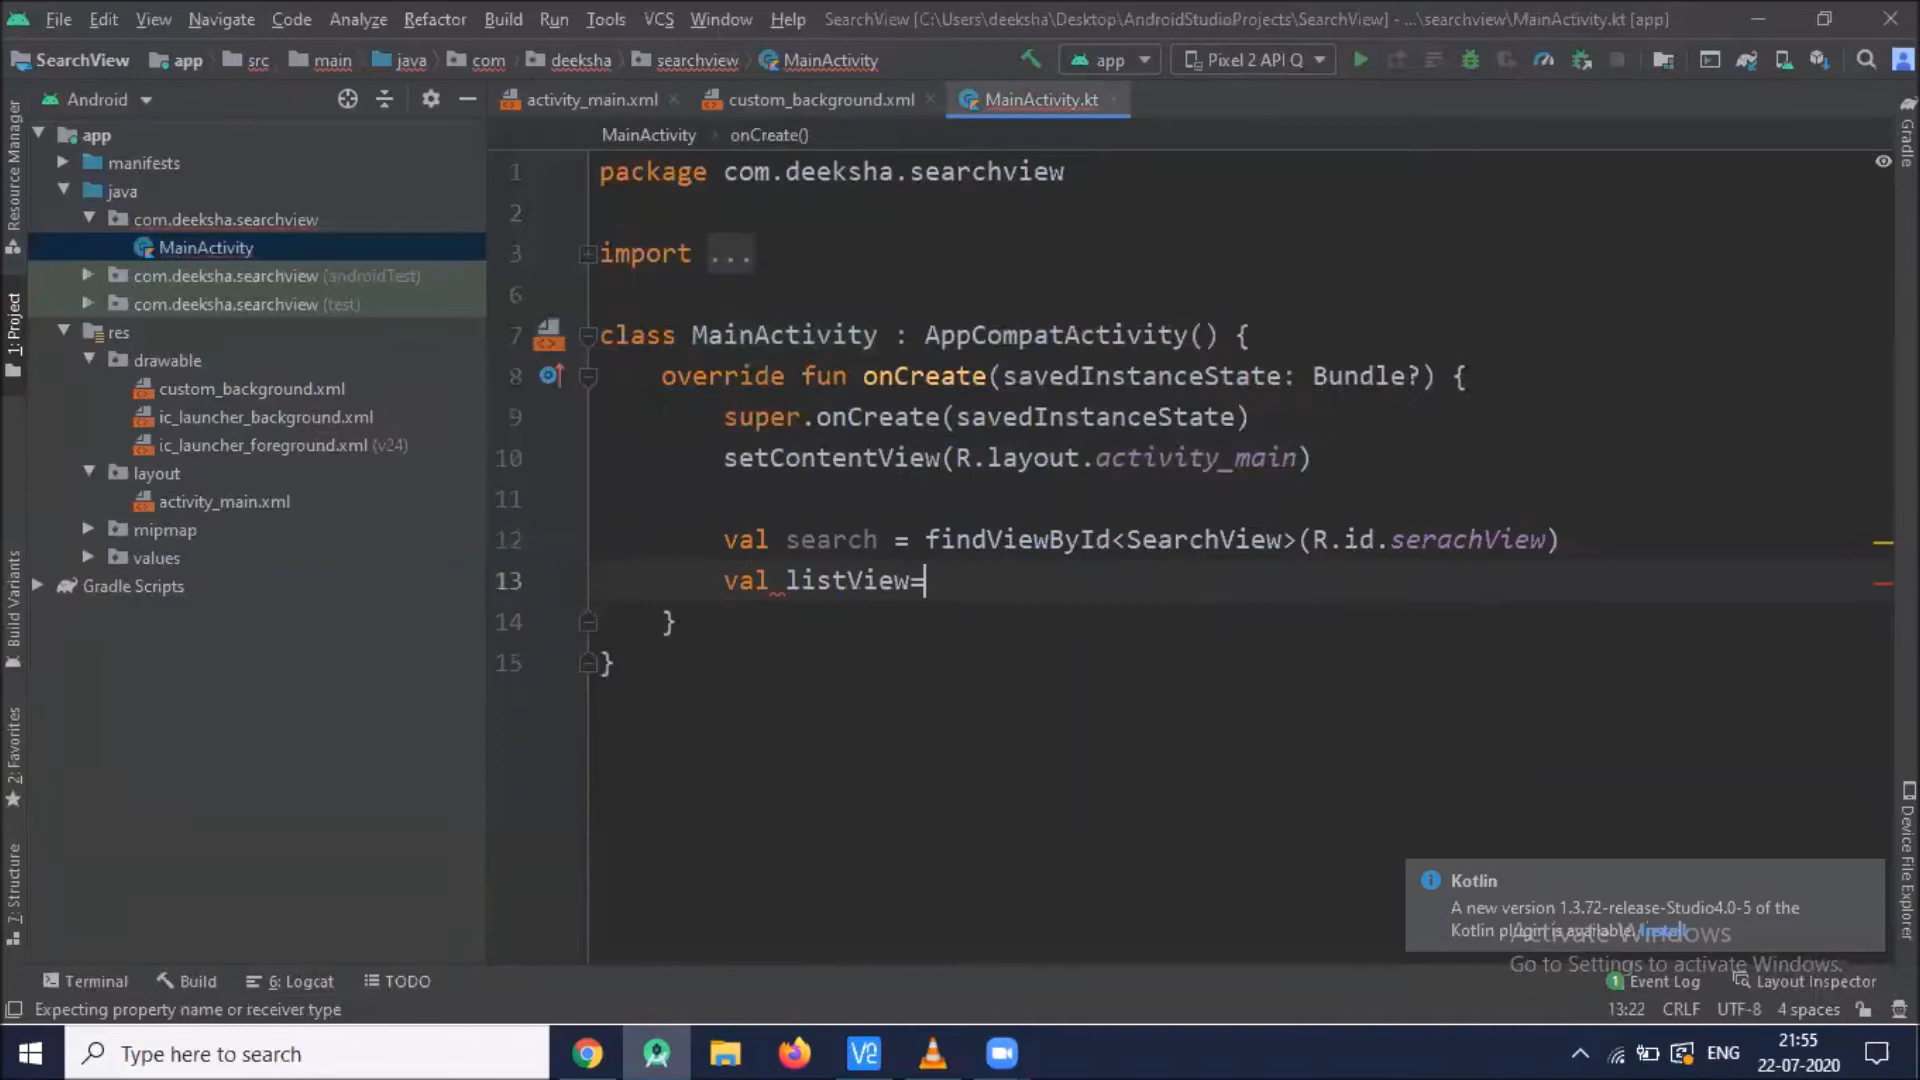 File Edit View Navigate Code Analyze Refactor Build Run Tools VCS Window Help SearchView [C:\Users\deeksha\Desktop\AndroidStudioProjects\SearchView] - ...\searchview\MainActivity.kt [app]
SearchView app src main java com deeksha searchview MainActivity app Pixel 2 API Q
Android activity_main.xml custom_background.xml MainActivity.kt
MainActivity onCreate()
app
manifests
java
com.deeksha.searchview
MainActivity
com.deeksha.searchview (androidTest)
com.deeksha.searchview (test)
res
drawable
custom_background.xml
ic_launcher_background.xml
ic_launcher_foreground.xml (v24)
layout
activity_main.xml
mipmap
values
Gradle Scripts
Resource Manager
1: Project
Build Variants
2: Favorites
7: Structure
1 package com.deeksha.searchview
2
3 import ...
6
7 class MainActivity : AppCompatActivity() {
8 override fun onCreate(savedInstanceState: Bundle?) {
9 super.onCreate(savedInstanceState)
10 setContentView(R.layout.activity_main)
11
12 val search = findViewById<SearchView>(R.id.serachView)
13 val listView=
14 }
15 }
Gradle
Device File Explorer
Kotlin
A new version 1.3.72-release-Studio4.0-5 of the
Kotlin plugin is available. Install
Activate Windows
Go to Settings to activate Windows.
Terminal Build 6: Logcat TODO 1 Event Log Layout Inspector
Expecting property name or receiver type 13:22 CRLF UTF-8 4 spaces
Type here to search V2 ENG 21:55
22-07-2020